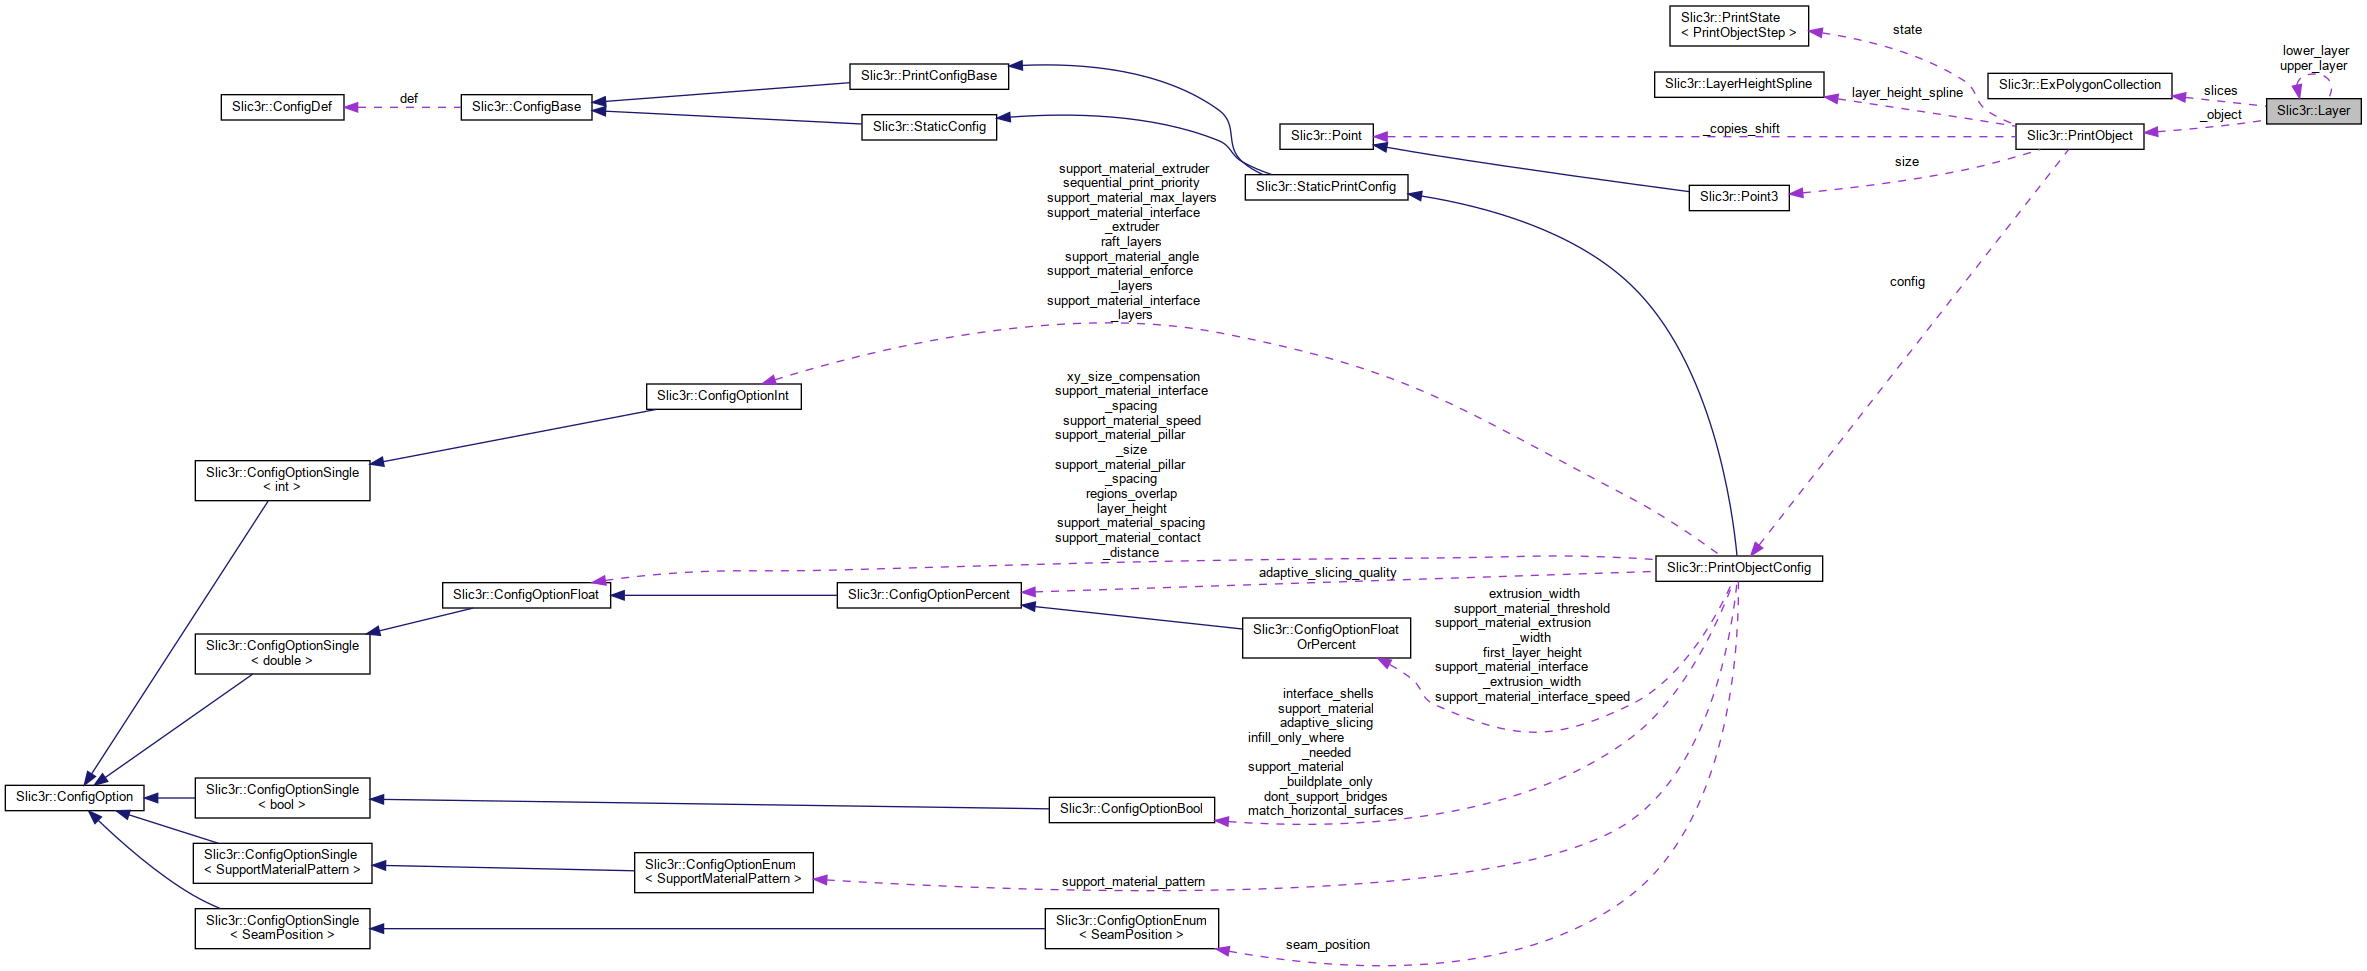 Slic3r::PrintState
< PrintObjectStep >
state
lower_layer
upper_layer
Slic3r::PrintConfigBase
Slic3r::LayerHeightSpline
layer_height_spline
Slic3r::ExPolygonCollection
slices
Slic3r::Layer
_object
Slic3r::ConfigDef
def
Slic3r::ConfigBase
Slic3r::StaticConfig
Slic3r::Point
_copies_shift
Slic3r::PrintObject
size
Slic3r::StaticPrintConfig
Slic3r::Point3
support_material_extruder
sequential_print_priority
support_material_max_layers
support_material_interface
_extruder
raft_layers
support_material_angle
support_material_enforce
_layers
support_material_interface
_layers
config
Slic3r::ConfigOptionInt
xy_size_compensation
support_material_interface
_spacing
support_material_speed
support_material_pillar
_size
support_material_pillar
_spacing
regions_overlap
layer_height
support_material_spacing
support_material_contact
_distance
Slic3r::ConfigOptionSingle
< int >
Slic3r::PrintObjectConfig
adaptive_slicing_quality
Slic3r::ConfigOptionFloat
Slic3r::ConfigOptionPercent
extrusion_width
support_material_threshold
support_material_extrusion
_width
first_layer_height
support_material_interface
_extrusion_width
support_material_interface_speed
Slic3r::ConfigOptionFloat
OrPercent
Slic3r::ConfigOptionSingle
< double >
interface_shells
support_material
adaptive_slicing
infill_only_where
_needed
support_material
_buildplate_only
dont_support_bridges
match_horizontal_surfaces
Slic3r::ConfigOption
Slic3r::ConfigOptionSingle
< bool >
Slic3r::ConfigOptionBool
Slic3r::ConfigOptionSingle
< SupportMaterialPattern >
Slic3r::ConfigOptionEnum
< SupportMaterialPattern >
support_material_pattern
Slic3r::ConfigOptionSingle
< SeamPosition >
Slic3r::ConfigOptionEnum
< SeamPosition >
seam_position